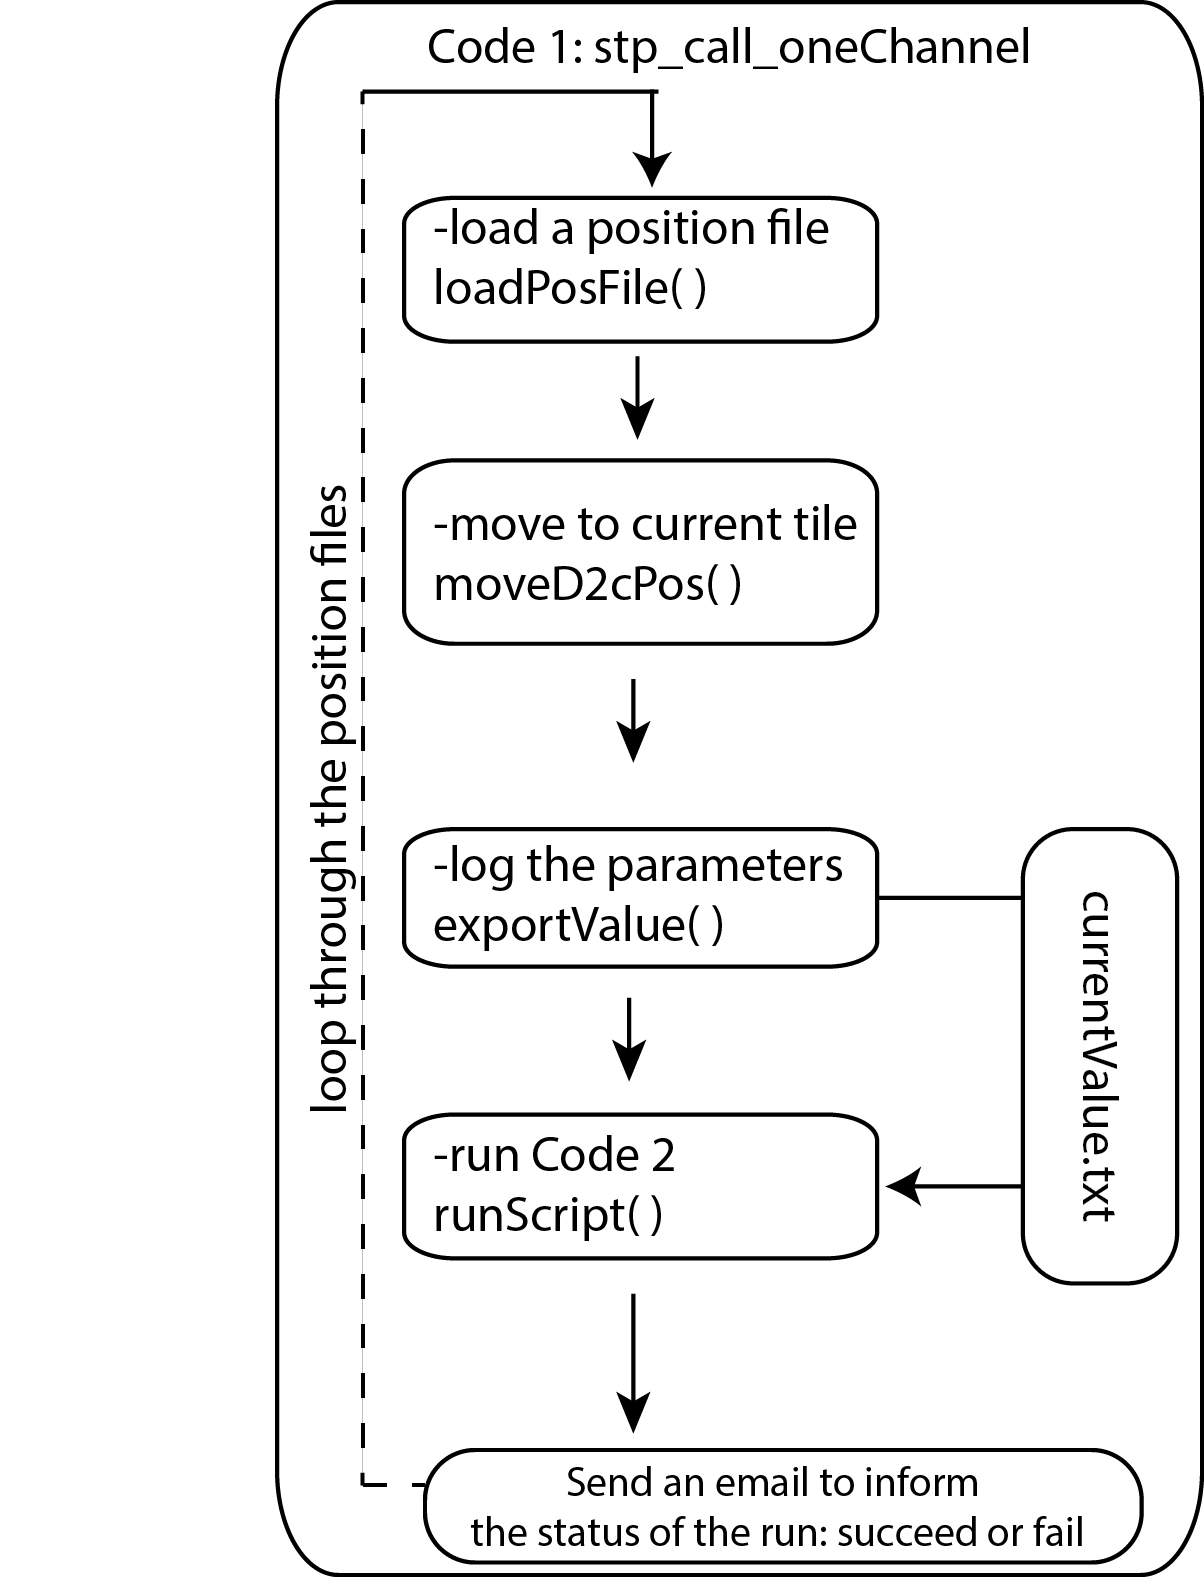 Code 1: stp_call_oneChannel
-load a position file
loadPosFile( )
-move to current tile
moveD2cPos( )
loop through the position files
-log the parameters
exportValue( )
currentValue.txt
-run Code 2
runScript( )
Send an email to inform
the status of the run: succeed or fail